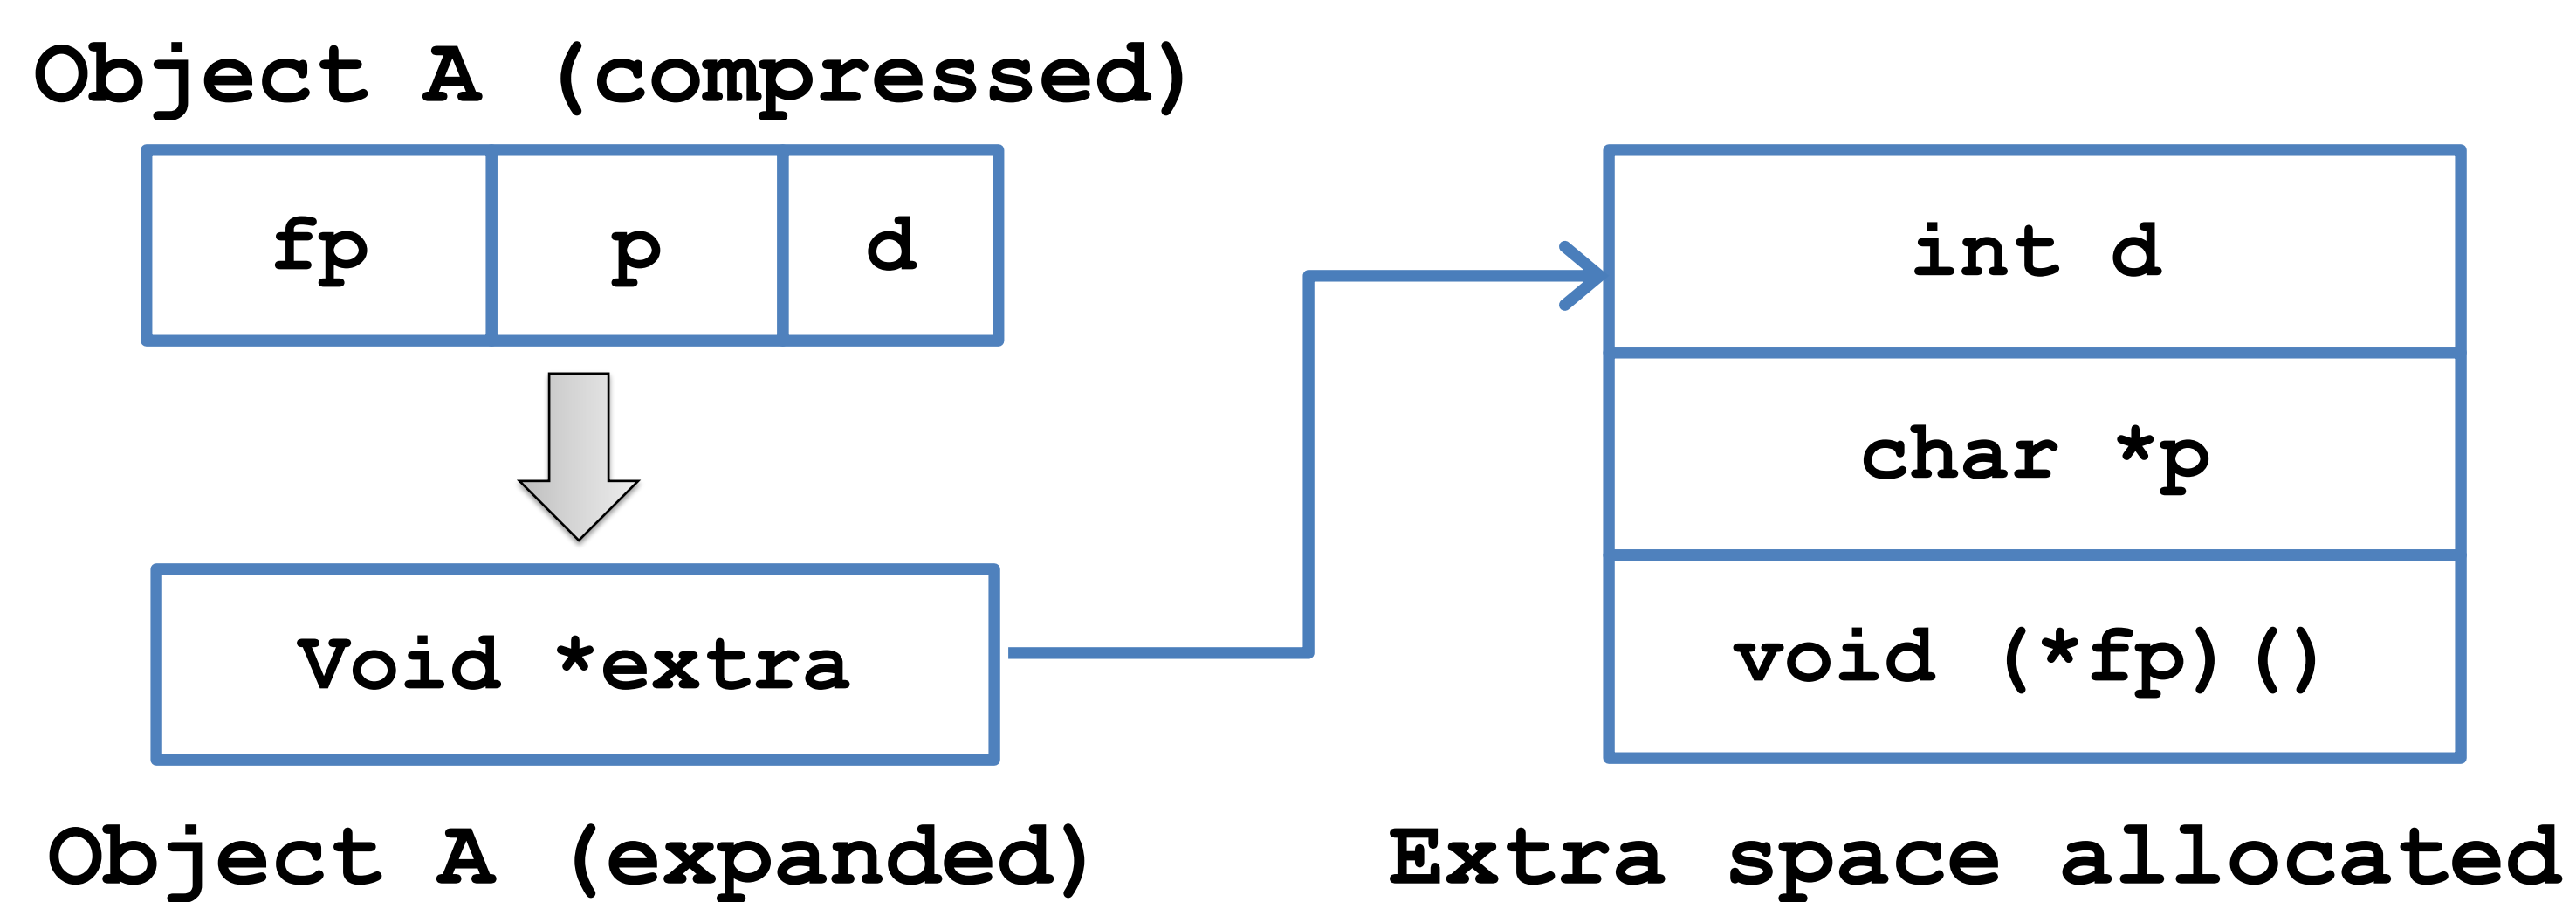 Object A (compressed)
fp p d
Void *extra
Object A (expanded)
int d
char *p
void (*fp)()
Extra space allocated